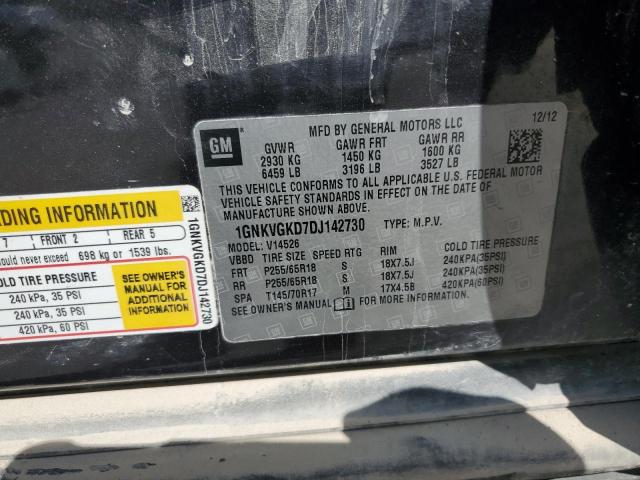 GM
MFD BY GENERAL MOTORS LLC
12/12
GVWR GAWR FRT GAWR RR
2930 KG 1450 KG 1600 KG
6459 LB 3196 LB 3527 LB
THIS VEHICLE CONFORMS TO ALL APPLICABLE U.S. FEDERAL MOTOR
VEHICLE SAFETY STANDARDS IN EFFECT ON THE DATE OF
MANUFACTURE SHOWN ABOVE.
1GNKVGKD7DJ142730 TYPE: M.P.V.
MODEL: V14526
VBBD TIRE SIZE SPEED RTG RIM COLD TIRE PRESSURE
FRT P255/65R18 S 18X7.5J 240KPA(35PSI)
RR P255/65R18 S 18X7.5J 240KPA(35PSI)
SPA T145/70R17 M 17X4.5B 420KPA(60PSI)
SEE OWNER'S MANUAL FOR MORE INFORMATION.
ADING INFORMATION
7 FRONT 2 REAR 5
ould never exceed 698 kg or 1539 lbs.
PRESSURE
240 kPa, 35 PSI
240 kPa, 35 PSI
420 kPa, 60 PSI
SEE OWNER'S
MANUAL FOR
ADDITIONAL
INFORMATION
1GNKVGKD7DJ142730